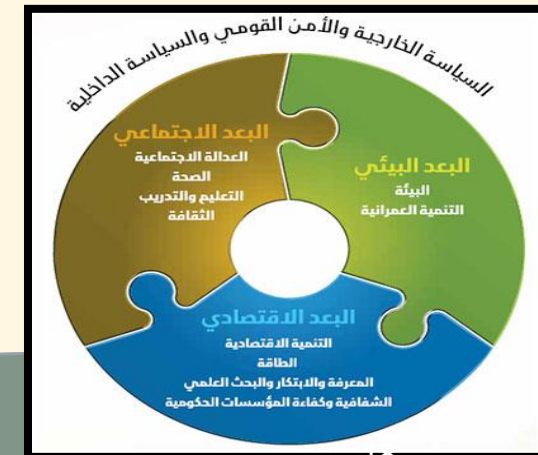 السياسة الخارجية والأمن القومي والسياسة الداخلية
البعد الاجتماعي
العدالة الاجتماعية
الصحة
التعليم والتدريب
الثقافة
البعد البيئي
البيئة
التنمية العمرانية
البعد الاقتصادي
التنمية الاقتصادية
الطاقة
المعرفة والابتكار والبحث العلمي
الشفافية وكفاءة المؤسسات الحكومية